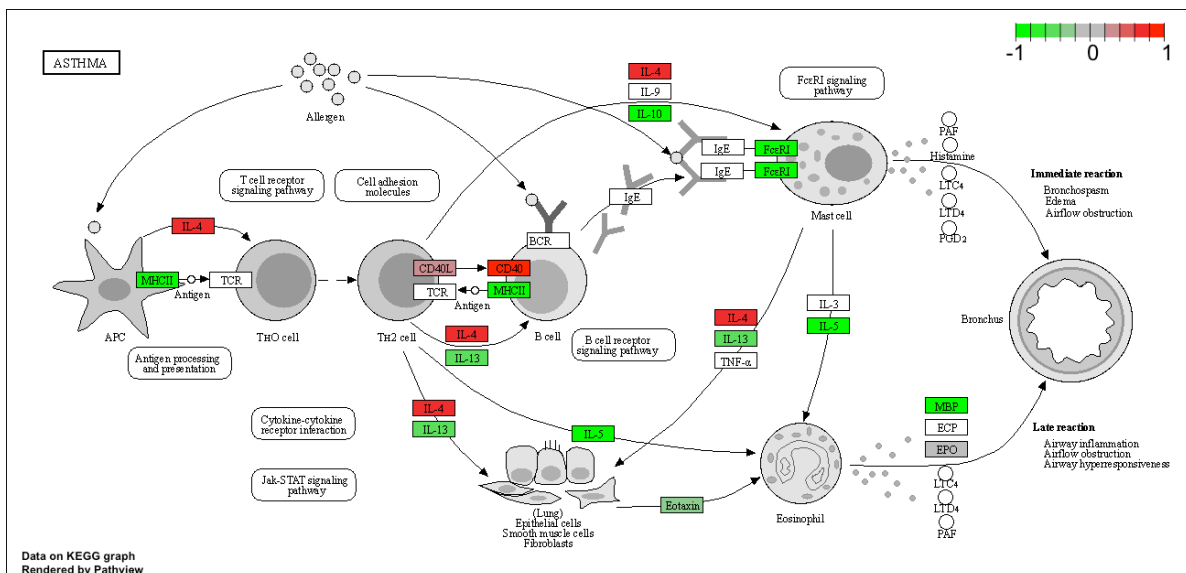 -1 0 1
ASTHMA
Allergen
IL-4
IL-9
IL-10
FcεRI signaling
pathway
T cell receptor
signaling pathway
Cell adhesion
molecules
IgE
FcεRI
IgE
FcεRI
IgE
Mast cell
PAF
Histamine
LTC4
LTD4
PGD2
Immediate reaction
Bronchospasm
Edema
Airflow obstruction
IL-4
MHCII
Antigen
TCR
APC
TH0 cell
CD40L
CD40
TCR
Antigen
MHCII
BCR
TH2 cell
B cell
IL-4
IL-13
B cell receptor
signaling pathway
Antigen processing
and presentation
IL-4
IL-13
TNF-α
IL-3
IL-5
Bronchus
Cytokine-cytokine
receptor interaction
IL-4
IL-13
IL-5
Jak-STAT signaling
pathway
(Lung)
Epithelial cells
Smooth muscle cells
Fibroblasts
Eotaxin
Eosinophil
MBP
ECP
EPO
LTC4
LTD4
PAF
Late reaction
Airway inflammation
Airflow obstruction
Airway hyperresponsiveness
Data on KEGG graph
Rendered by Pathview